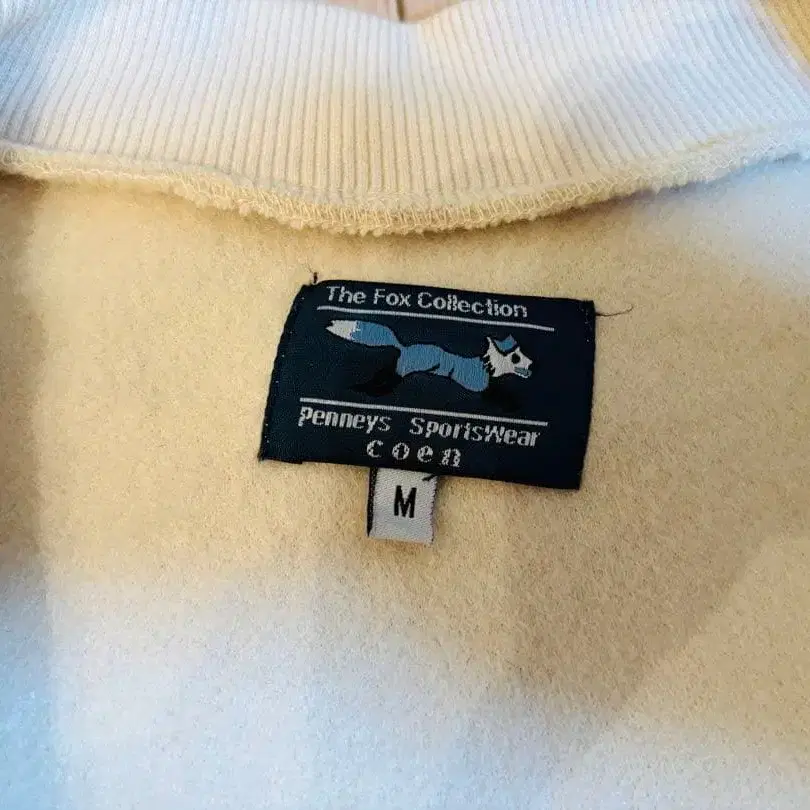 The Fox Collection
Penneys SportsWear
coen
M